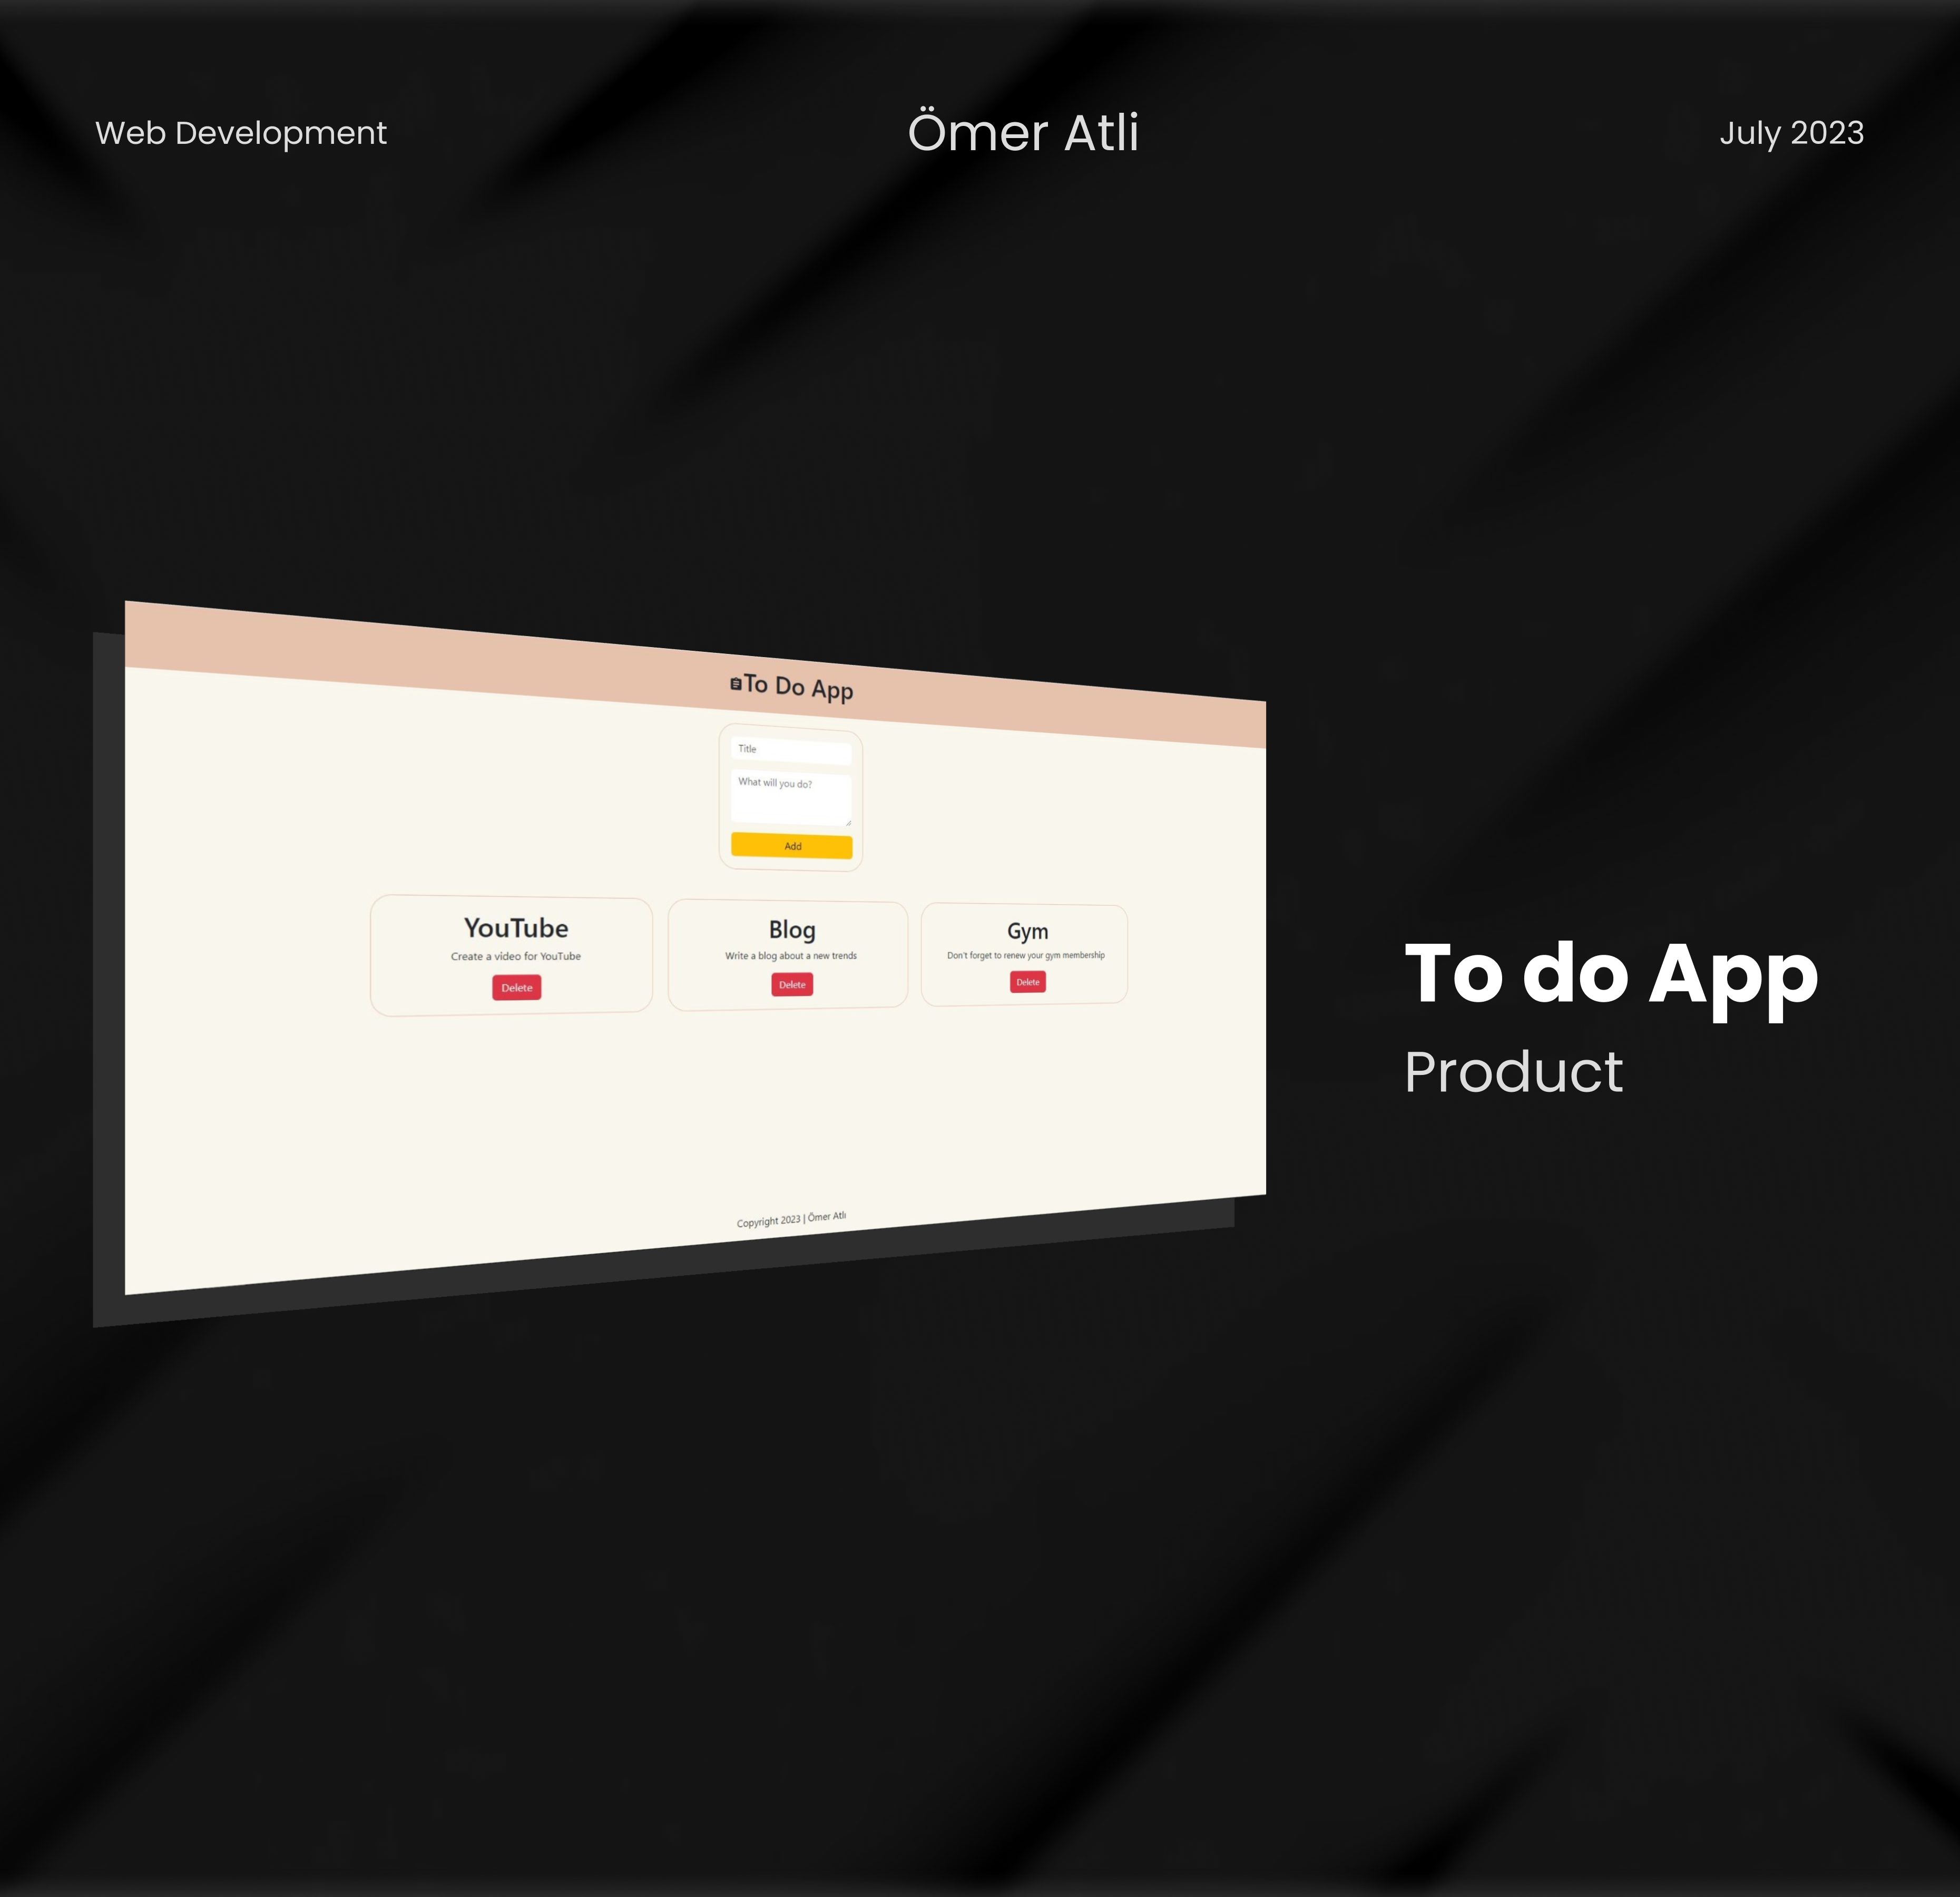 Web Development
Ömer Atli
July 2023
To Do App
Title
What will you do?
Add
YouTube
Create a video for YouTube
Delete
Blog
Write a blog about a new trends
Delete
Gym
Don't forget to renew your gym membership
Delete
Copyright 2023 | Ömer Atlı
To do App
Product